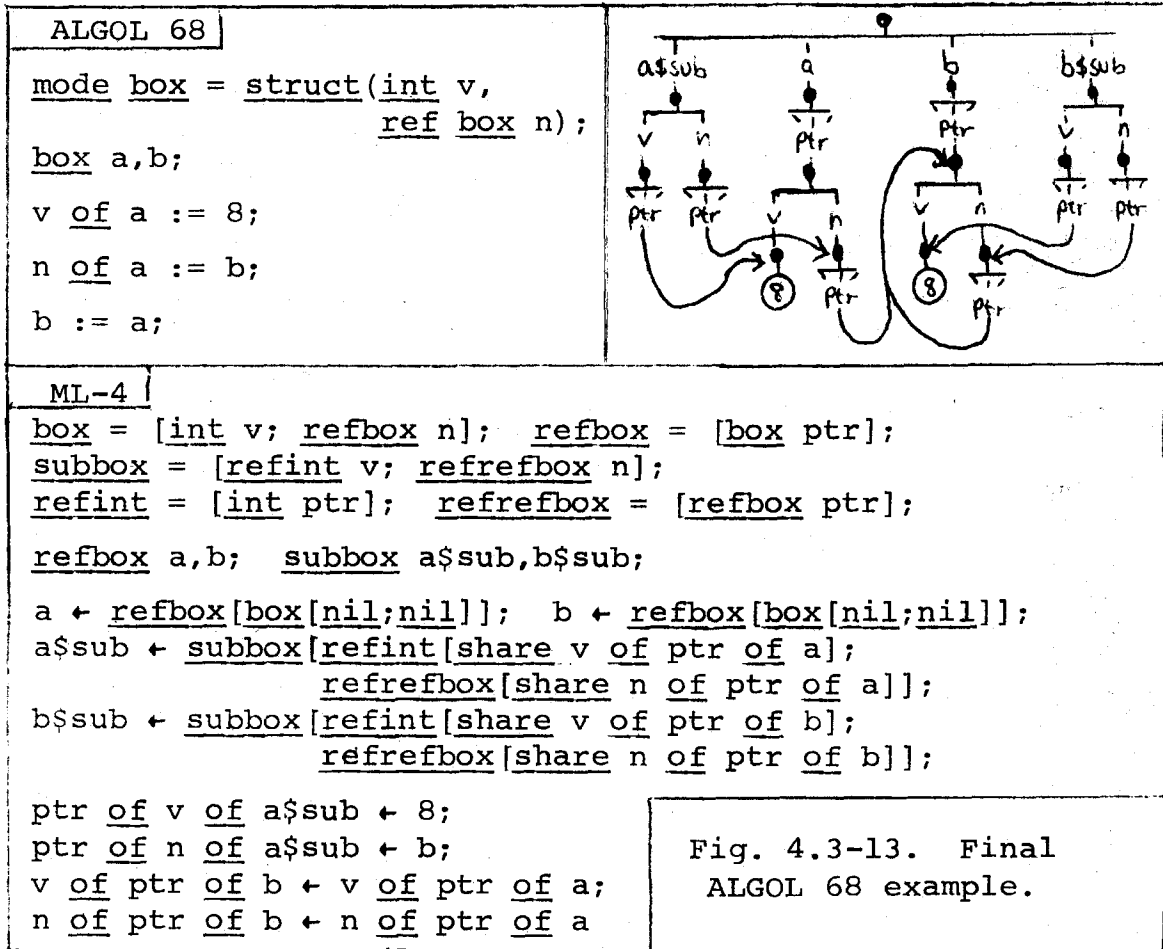 ALGOL 68
mode box = struct(int v,
ref box n);
box a,b;
v of a := 8;
n of a := b;
b := a;
a$sub a b b$sub
ptr
v n ptr v n
ptr ptr v n v n ptr ptr
8 ptr 8 ptr
ML-4
box = [int v; refbox n]; refbox = [box ptr];
subbox = [refint v; refrefbox n];
refint = [int ptr]; refrefbox = [refbox ptr];
refbox a,b; subbox a$sub,b$sub;
a ← refbox[box[nil;nil]]; b ← refbox[box[nil;nil]];
a$sub ← subbox[refint[share v of ptr of a];
refrefbox[share n of ptr of a]];
b$sub ← subbox[refint[share v of ptr of b];
refrefbox[share n of ptr of b]];
ptr of v of a$sub ← 8;
ptr of n of a$sub ← b;
v of ptr of b ← v of ptr of a;
n of ptr of b ← n of ptr of a
Fig. 4.3-13. Final
ALGOL 68 example.